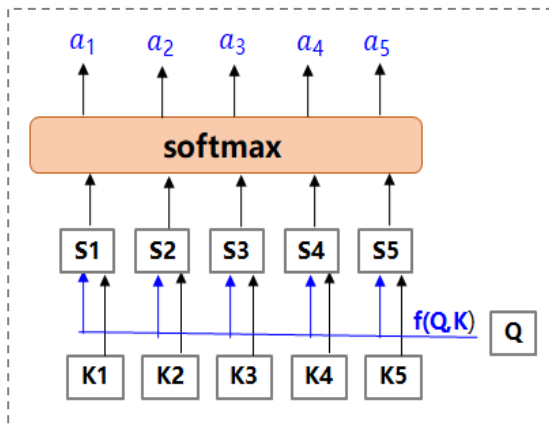 a₁ a₂ a₃ a₄ a₅
softmax
S1 S2 S3 S4 S5
f(Q,K) Q
K1 K2 K3 K4 K5